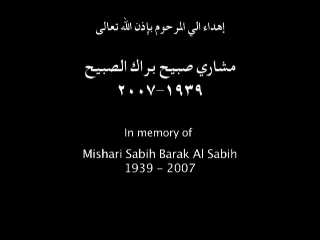 إهداء الي المرحوم بإذن الله تعالى
مشاري صبيح براك الصبيح
١٩٣٩-٢٠٠٧
In memory of
Mishari Sabih Barak Al Sabih
1939 - 2007